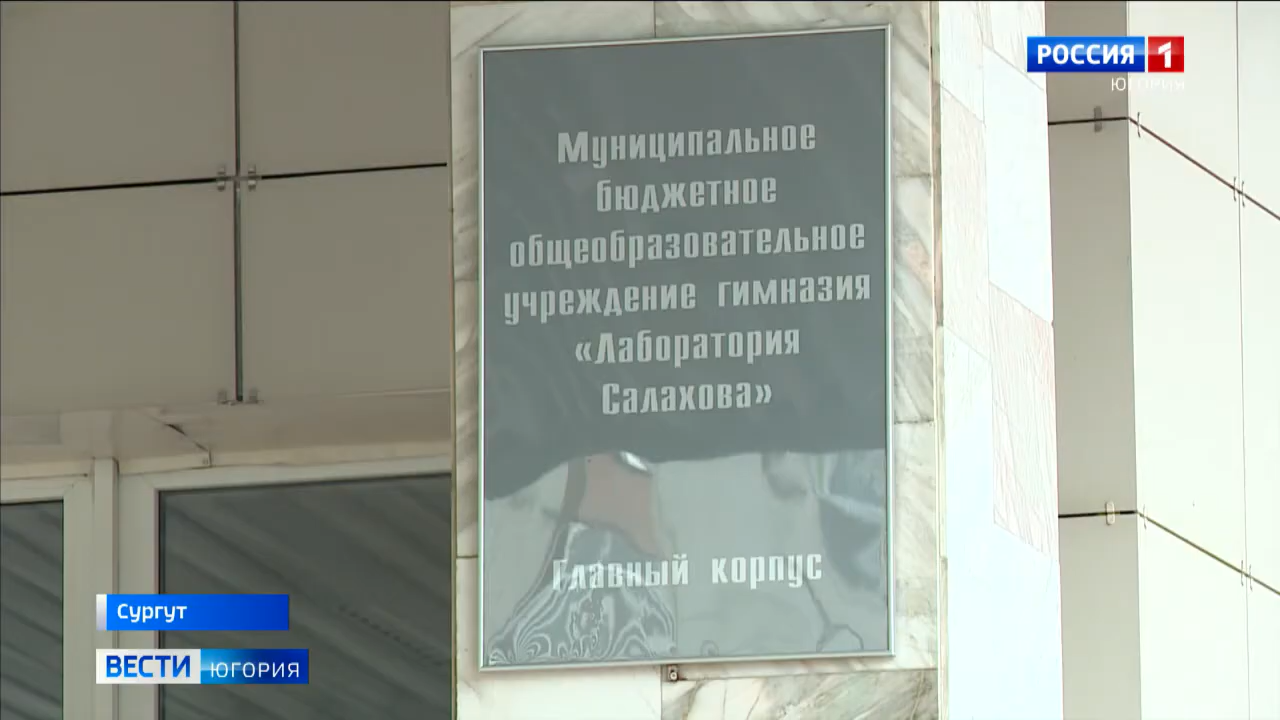 РОССИЯ 1
ЮГОРИЯ
Муниципальное
бюджетное
общеобразовательное
учреждение гимназия
«Лаборатория
Салахова»
Главный корпус
Сургут
ВЕСТИ ЮГОРИЯ